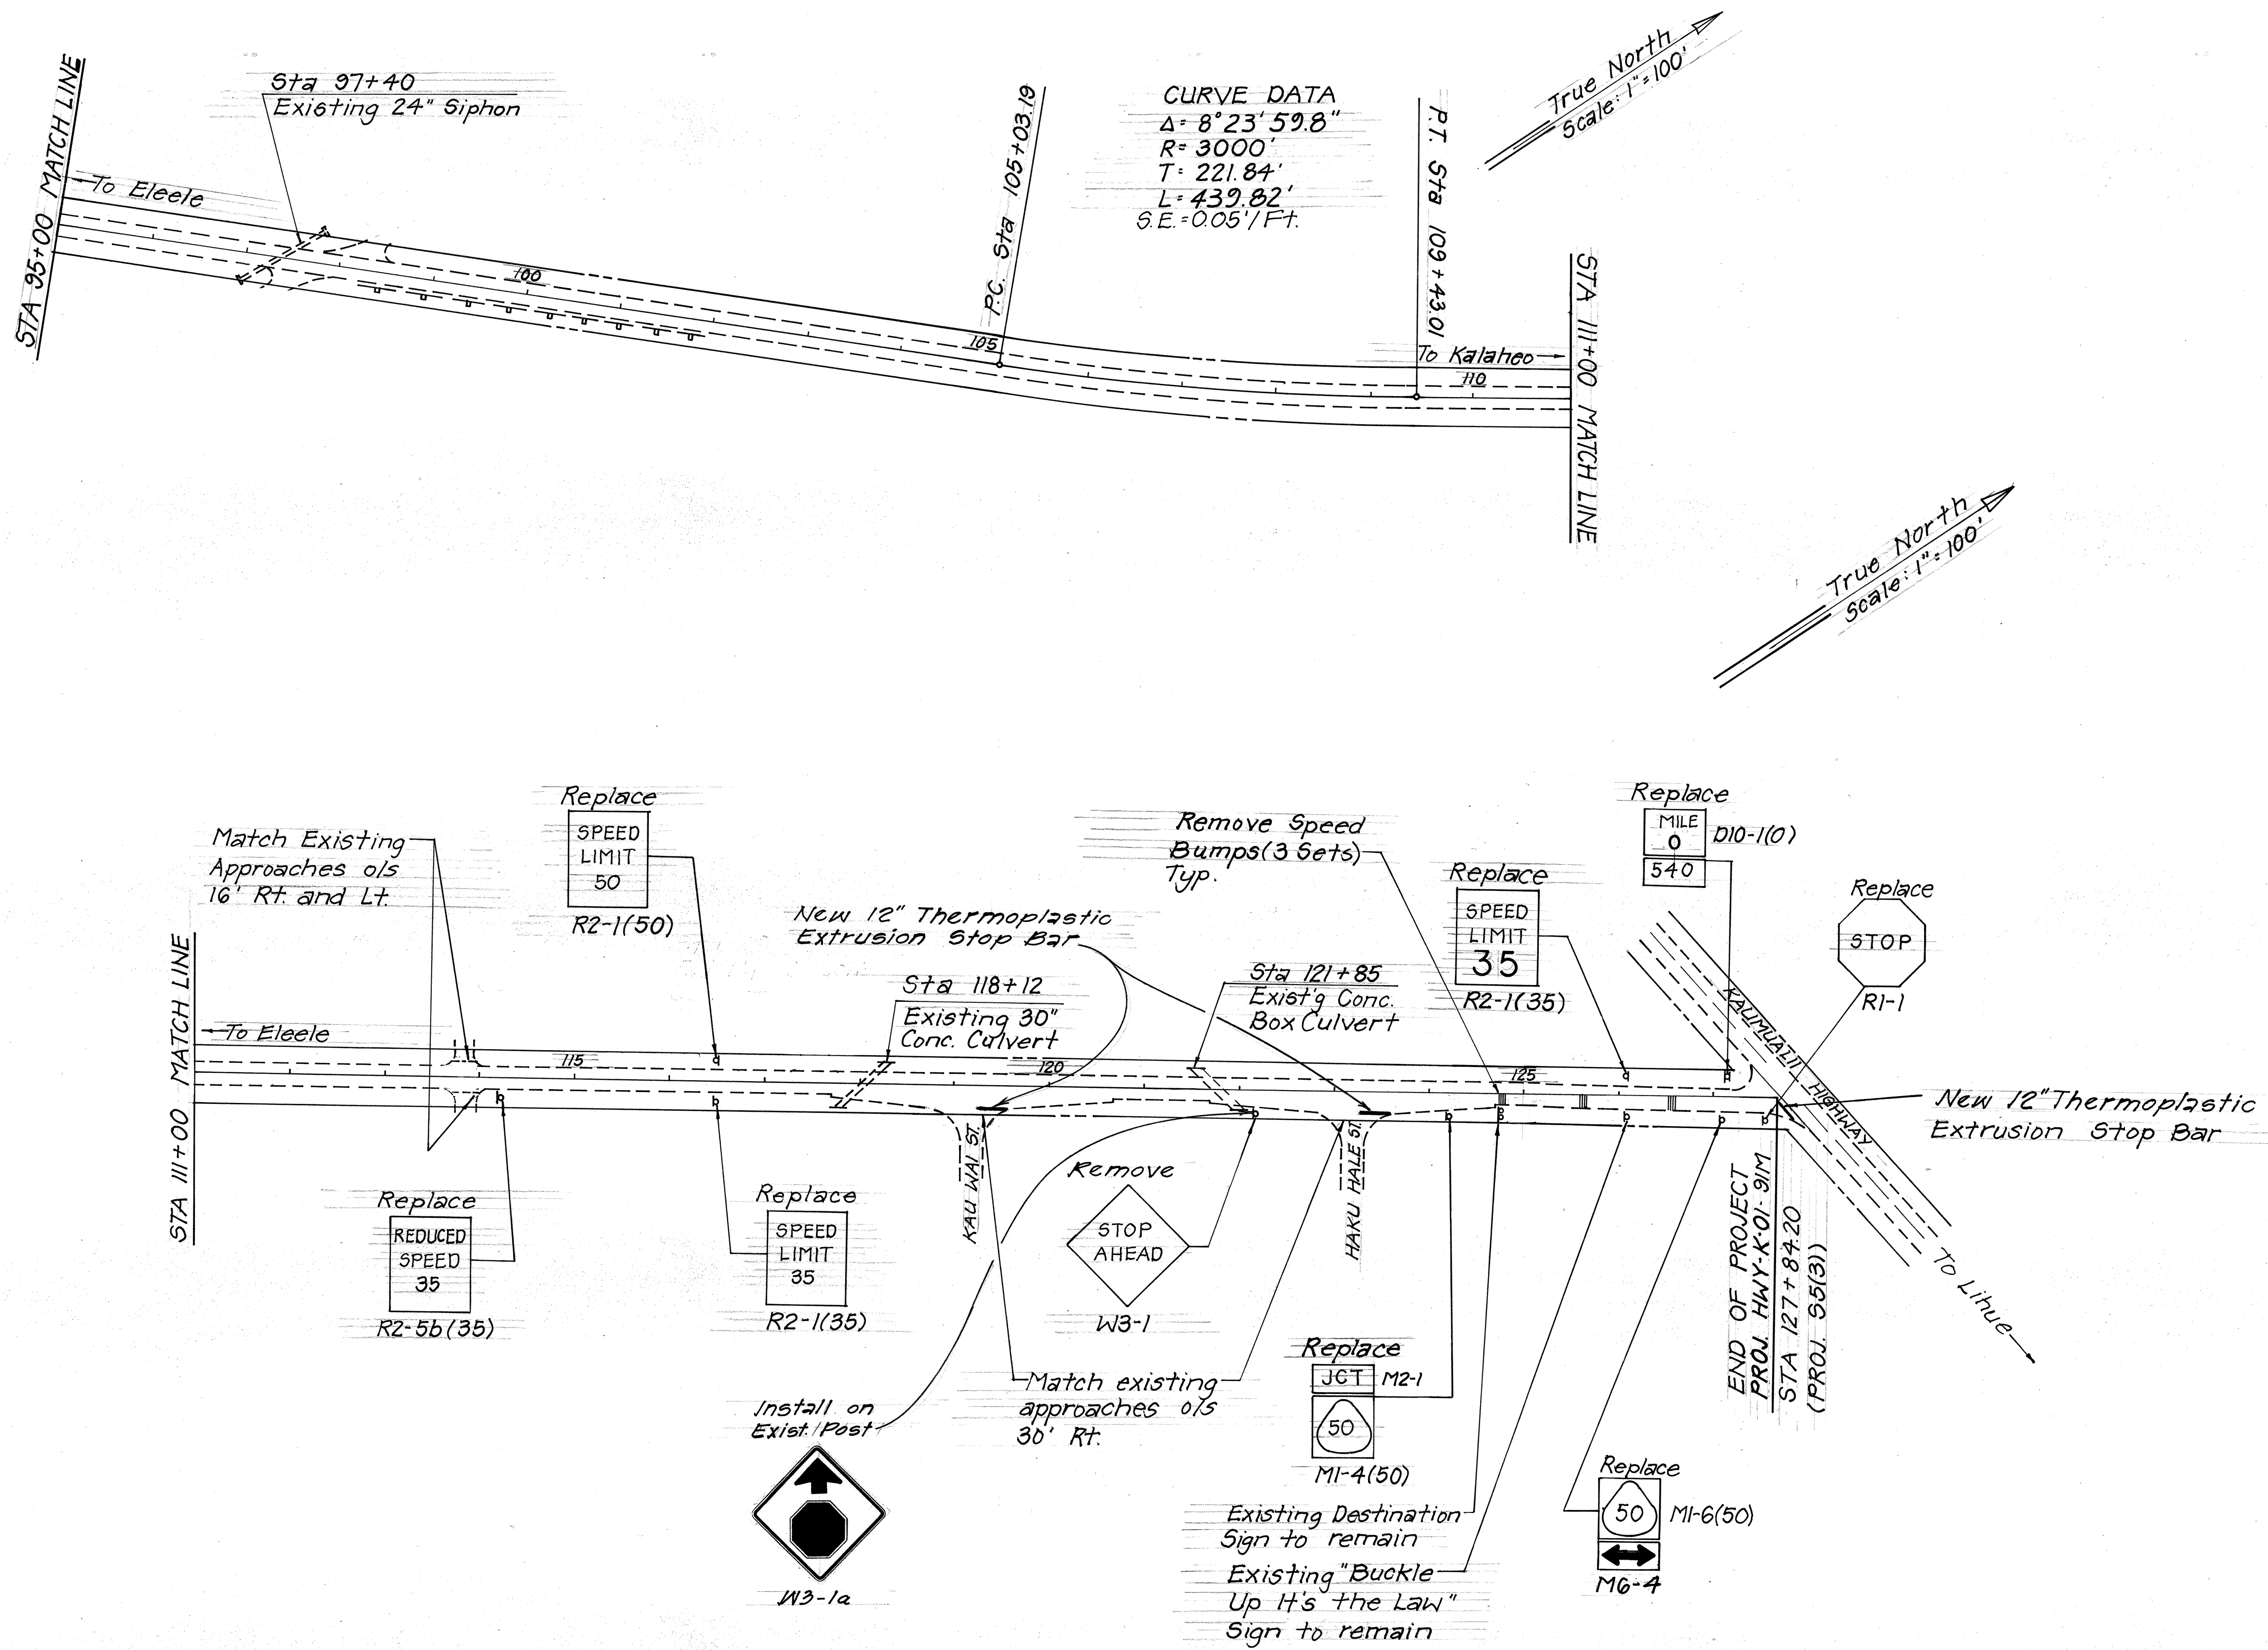 STA 95+00 MATCH LINE
Sta 97+40
Existing 24" Siphon
To Eleele
100
105
P.C. Sta 105+03.19
CURVE DATA
Δ= 8°23'59.8"
R= 3000'
T= 221.84'
L= 439.82'
S.E.=0.05'/Ft.
P.T. Sta 109+43.01
To Kalaheo
110
STA 111+00 MATCH LINE
True North
Scale: 1"=100'
True North
Scale: 1"=100'
STA 111+00 MATCH LINE
To Eleele
Match Existing
Approaches o/s
16' Rt. and Lt.
Replace
SPEED
LIMIT
50
R2-1(50)
New 12" Thermoplastic
Extrusion Stop Bar
Sta 118+12
Existing 30"
Conc. Culvert
Remove Speed
Bumps(3 Sets)
Typ.
Sta 121+85
Exist'g Conc.
Box Culvert
Replace
SPEED
LIMIT
35
R2-1(35)
Replace
MILE
0
540
D10-1(0)
Replace
STOP
R1-1
115
120
125
KAUMUALII HIGHWAY
New 12" Thermoplastic
Extrusion Stop Bar
To Lihue
Replace
REDUCED
SPEED
35
R2-5b(35)
Replace
SPEED
LIMIT
35
R2-1(35)
KAU WAI ST.
Remove
STOP
AHEAD
W3-1
HAKU HALE ST.
END OF PROJECT
PROJ. HWY-K-01-91M
STA 127+84.20
(PROJ. S5(3))
Install on
Exist. Post
W3-1a
Match existing
approaches o/s
30' Rt.
Replace
JCT
M2-1
50
M1-4(50)
Existing Destination
Sign to remain
Existing "Buckle
Up It's the Law"
Sign to remain
Replace
50
M1-6(50)
M6-4